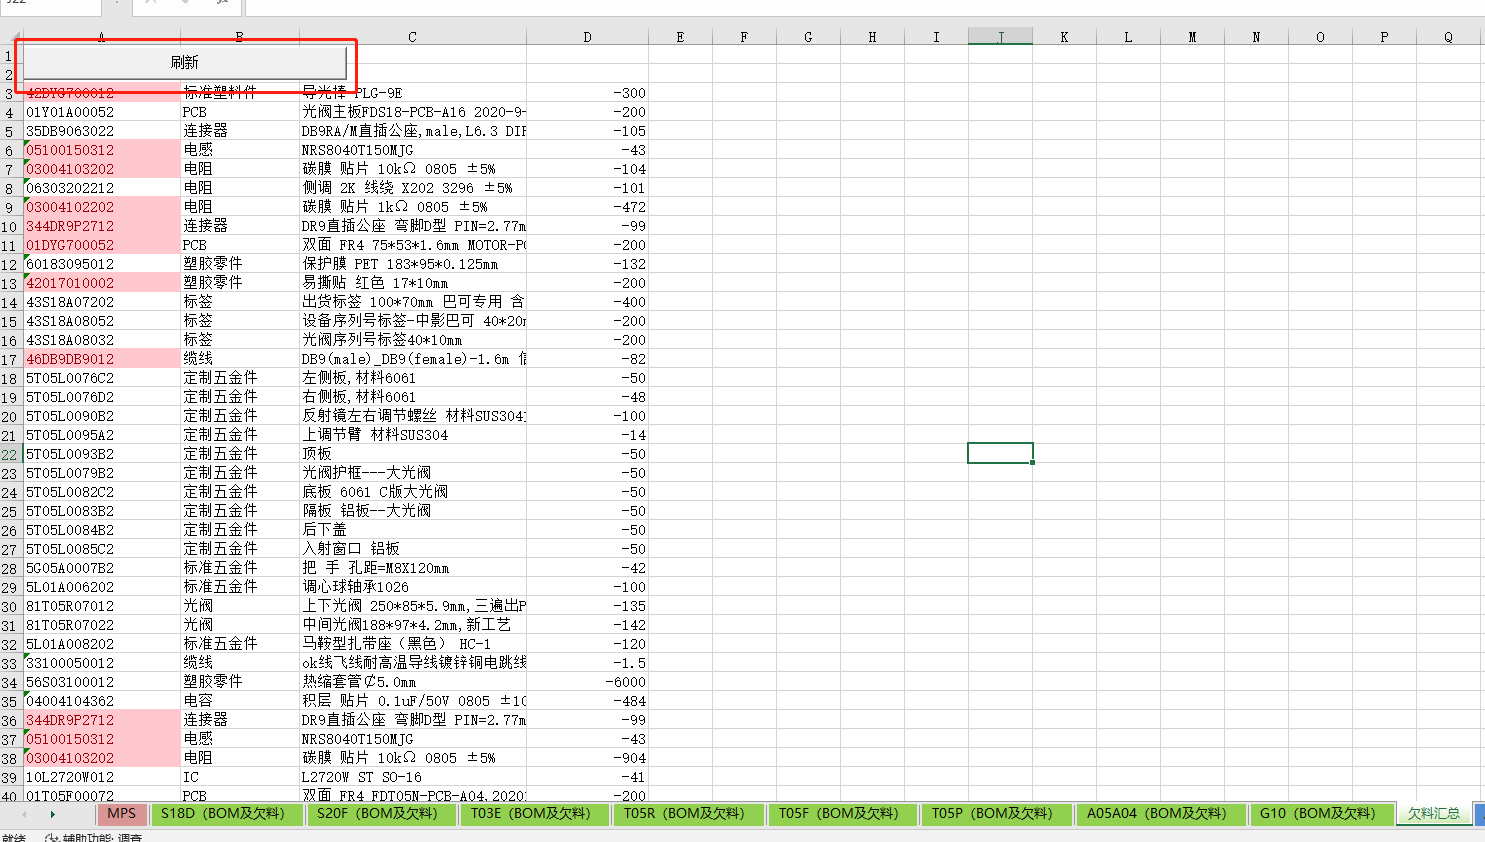 A B C D E F G H I J K L M N O P Q
1 刷新
2
3 42DYG700012 标准塑料件 导光棒 PLG-9E -300
4 01Y01A00052 PCB 光阀主板FDS18-PCB-A16 2020-9- -200
5 35DB9063022 连接器 DB9RA/M直插公座,male,L6.3 DIP -105
6 05100150312 电感 NRS8040T150MJG -43
7 03004103202 电阻 碳膜 贴片 10kΩ 0805 ±5% -104
8 06303202212 电阻 侧调 2K 线绕 X202 3296 ±5% -101
9 03004102202 电阻 碳膜 贴片 1kΩ 0805 ±5% -472
10 344DR9P2712 连接器 DR9直插公座 弯脚D型 PIN=2.77m -99
11 01DYG700052 PCB 双面 FR4 75*53*1.6mm MOTOR-PC -200
12 60183095012 塑胶零件 保护膜 PET 183*95*0.125mm -132
13 42017010002 塑胶零件 易撕贴 红色 17*10mm -200
14 43S18A07202 标签 出货标签 100*70mm 巴可专用 含 -400
15 43S18A08052 标签 设备序列号标签-中影巴可 40*20m -200
16 43S18A08032 标签 光阀序列号标签40*10mm -200
17 46DB9DB9012 缆线 DB9(male)_DB9(female)-1.6m 信 -82
18 5T05L0076C2 定制五金件 左侧板,材料6061 -50
19 5T05L0076D2 定制五金件 右侧板,材料6061 -48
20 5T05L0090B2 定制五金件 反射镜左右调节螺丝 材料SUS304 -100
21 5T05L0095A2 定制五金件 上调节臂 材料SUS304 -14
22 5T05L0093B2 定制五金件 顶板 -50
23 5T05L0079B2 定制五金件 光阀护框---大光阀 -50
24 5T05L0082C2 定制五金件 底板 6061 C版大光阀 -50
25 5T05L0083B2 定制五金件 隔板 铝板--大光阀 -50
26 5T05L0084B2 定制五金件 后下盖 -50
27 5T05L0085C2 定制五金件 入射窗口 铝板 -50
28 5G05A0007B2 标准五金件 把 手 孔距=M8X120mm -42
29 5L01A006202 标准五金件 调心球轴承1026 -100
30 81T05R07012 光阀 上下光阀 250*85*5.9mm,三遍出P -135
31 81T05R07022 光阀 中间光阀188*97*4.2mm,新工艺 -142
32 5L01A008202 标准五金件 马鞍型扎带座（黑色） HC-1 -120
33 33100050012 缆线 ok线飞线耐高温导线镀锌铜电跳线 -1.5
34 56S03100012 塑胶零件 热缩套管⊄5.0mm -6000
35 04004104362 电容 积层 贴片 0.1uF/50V 0805 ±10 -484
36 344DR9P2712 连接器 DR9直插公座 弯脚D型 PIN=2.77m -99
37 05100150312 电感 NRS8040T150MJG -43
38 03004103202 电阻 碳膜 贴片 10kΩ 0805 ±5% -904
39 10L2720W012 IC L2720W ST SO-16 -41
40 01T05F00072 PCB 双面 FR4 FDT05N-PCB-A04,2020 -200
MPS S18D（BOM及欠料） S20F（BOM及欠料） T03E（BOM及欠料） T05R（BOM及欠料） T05F（BOM及欠料） T05P（BOM及欠料） A05A04（BOM及欠料） G10（BOM及欠料） 欠料汇总
就绪 辅助功能: 调查